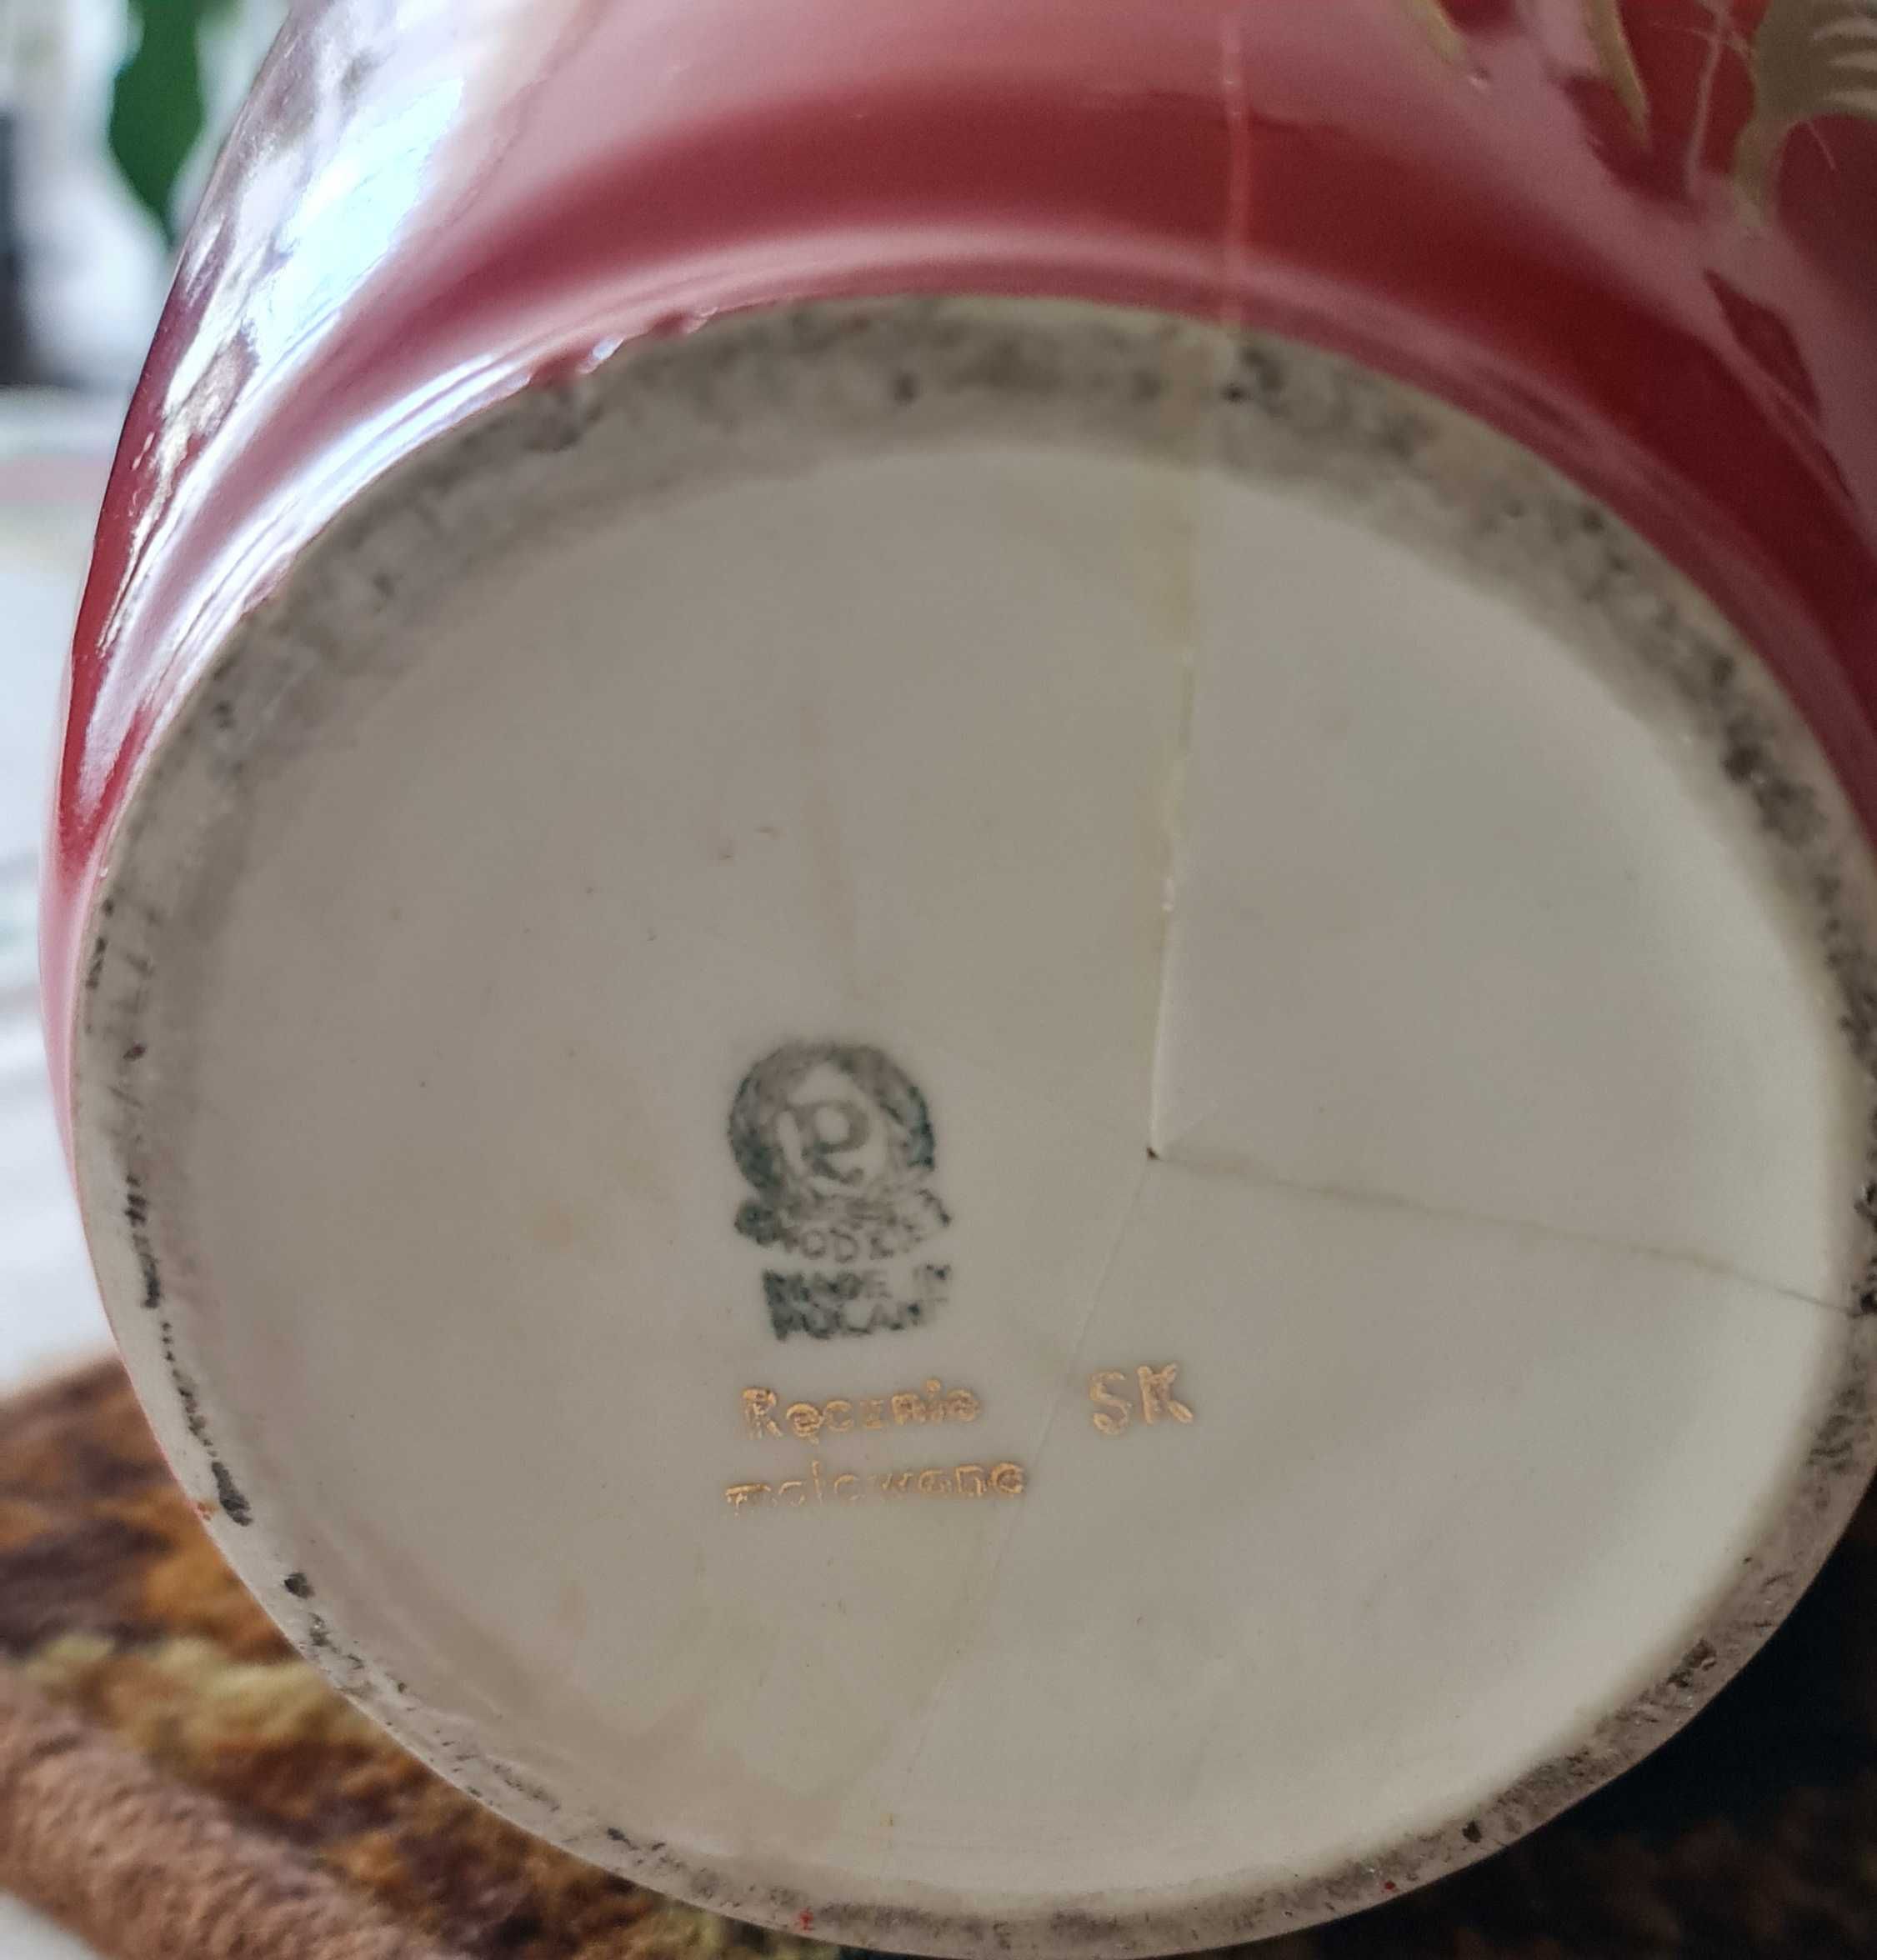 MADE IN
POLAND
Ręcznie SK
malowane